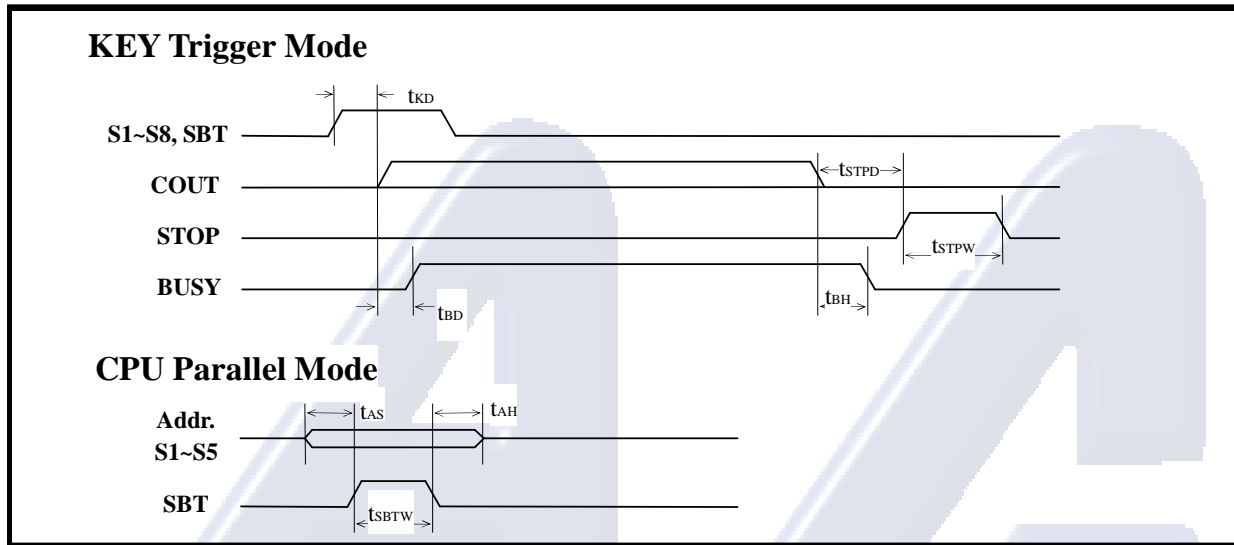 KEY Trigger Mode
tKD
S1~S8, SBT
COUT
tSTPD
STOP
tSTPW
BUSY
tBD
tBH
CPU Parallel Mode
tAS
tAH
Addr.
S1~S5
SBT
tSBTW